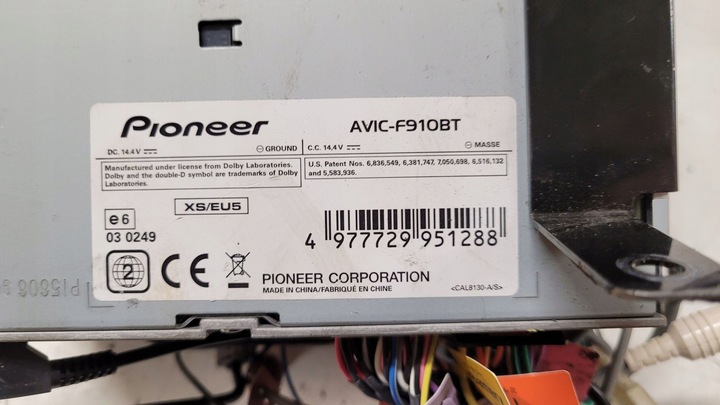 Pioneer
AVIC-F910BT
DC. 14.4 V ⎓ ⊖ GROUND
C.C. 14,4 V ⎓ ⊖ MASSE
Manufactured under license from Dolby Laboratories.
Dolby and the double-D symbol are trademarks of Dolby
Laboratories.
U.S. Patent Nos. 6,836,549, 6,381,747, 7,050,698, 6,516,132
and 5,583,936.
XS/EU5
e6
03 0249
4 977729 951288
2
CE
PIONEER CORPORATION
MADE IN CHINA/FABRIQUÉ EN CHINE
<CAL8130-A/S>